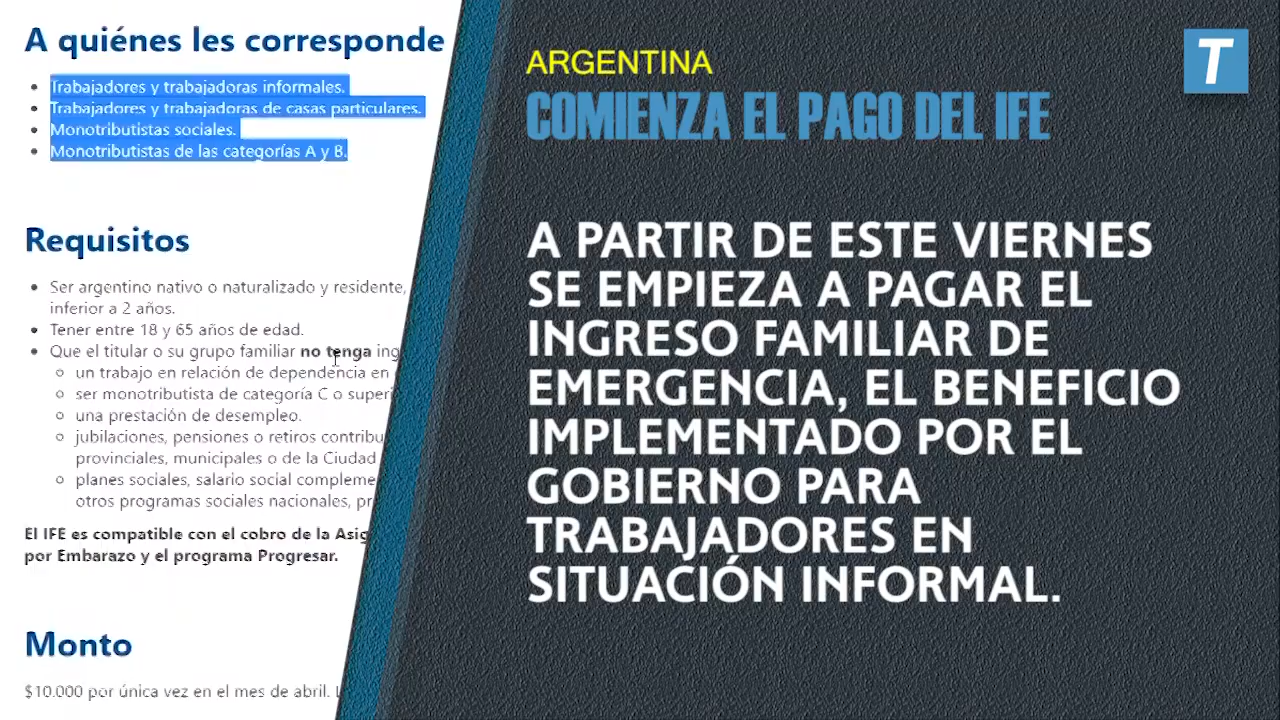 A quiénes les corresponde
Trabajadores y trabajadoras informales.
Trabajadores y trabajadoras de casas particulares.
Monotributistas sociales.
Monotributistas de las categorías A y B.
Requisitos
Ser argentino nativo o naturalizado y residente,
inferior a 2 años.
Tener entre 18 y 65 años de edad.
Que el titular o su grupo familiar no tenga
un trabajo en relación de dependencia en
ser monotributista de categoría C o
una prestación de desempleo.
jubilaciones, pensiones o retiros
provinciales, municipales o de la Ciudad
planes sociales, salario social
otros programas sociales nacionales,
El IFE es compatible con el cobro de la
por Embarazo y el programa Progresar.
Monto
$10.000 por única vez en el mes de abril.
T
ARGENTINA
COMIENZA EL PAGO DEL IFE
A PARTIR DE ESTE VIERNES
SE EMPIEZA A PAGAR EL
INGRESO FAMILIAR DE
EMERGENCIA, EL BENEFICIO
IMPLEMENTADO POR EL
GOBIERNO PARA
TRABAJADORES EN
SITUACIÓN INFORMAL.